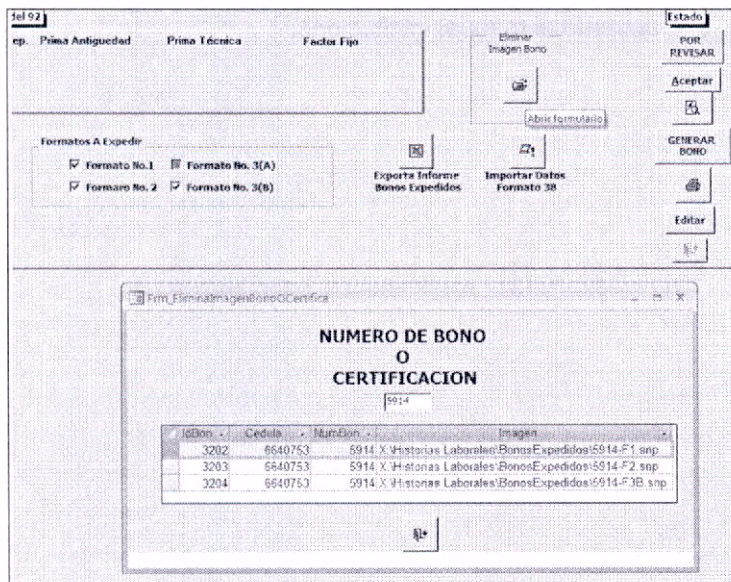 del 92
Estado
ep. Prima Antiguedad Prima Técnica Factor Fijo
Eliminar
Imagen Bono
POR
REVISAR
Aceptar
Abrir formulario
Formatos A Expedir
Formato No.1 Formato No. 3(A)
Formaro No. 2 Formato No. 3(B)
Exporta Informe
Bonos Expedidos
Importar Datos
Formato 38
GENERAR
BONO
Editar
Frm_EliminaImagenBonoOCertifica
NUMERO DE BONO
O
CERTIFICACION
5914
IdBon Cedula NumBon Imagen
3202 6640753 5914 X:\Historias Laborales\BonosExpedidos\5914-F1.snp
3203 6640753 5914 X:\Historias Laborales\BonosExpedidos\5914-F2.snp
3204 6640753 5914 X:\Historias Laborales\BonosExpedidos\5914-F3B.snp